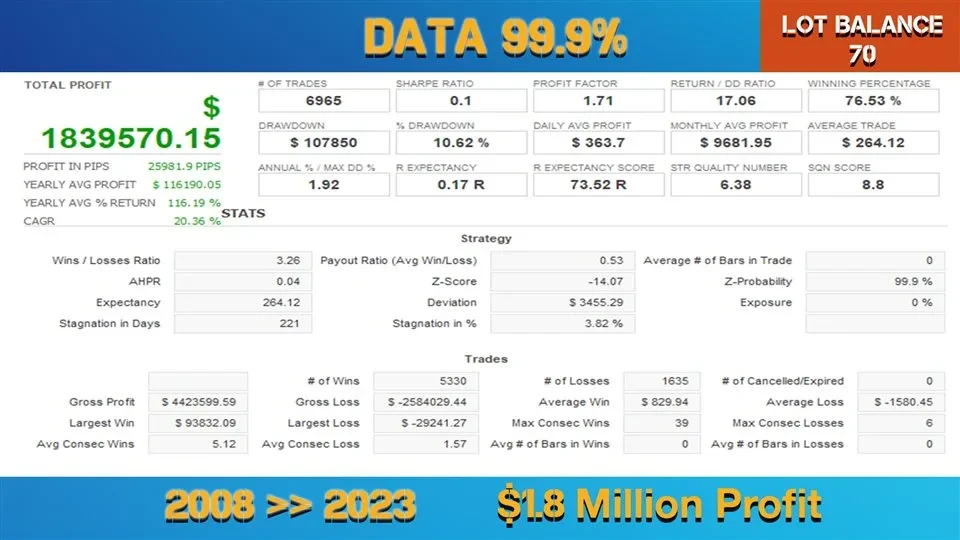 DATA 99.9%
LOT BALANCE
70
TOTAL PROFIT
$
1839570.15
PROFIT IN PIPS 25981.9 PIPS
YEARLY AVG PROFIT $ 116190.05
YEARLY AVG % RETURN 116.19 %
CAGR 20.36 %
# OF TRADES SHARPE RATIO PROFIT FACTOR RETURN / DD RATIO WINNING PERCENTAGE
6965 0.1 1.71 17.06 76.53 %
DRAWDOWN % DRAWDOWN DAILY AVG PROFIT MONTHLY AVG PROFIT AVERAGE TRADE
$ 107850 10.62 % $ 363.7 $ 9681.95 $ 264.12
ANNUAL % / MAX DD % R EXPECTANCY R EXPECTANCY SCORE STR QUALITY NUMBER SQN SCORE
1.92 0.17 R 73.52 R 6.38 8.8
STATS
Strategy
Wins / Losses Ratio 3.26 Payout Ratio (Avg Win/Loss) 0.53 Average # of Bars in Trade 0
AHPR 0.04 Z-Score -14.07 Z-Probability 99.9 %
Expectancy 264.12 Deviation $ 3455.29 Exposure 0 %
Stagnation in Days 221 Stagnation in % 3.82 %
Trades
# of Wins 5330 # of Losses 1635 # of Cancelled/Expired 0
Gross Profit $ 4423599.59 Gross Loss $ -2584029.44 Average Win $ 829.94 Average Loss $ -1580.45
Largest Win $ 93832.09 Largest Loss $ -29241.27 Max Consec Wins 39 Max Consec Losses 6
Avg Consec Wins 5.12 Avg Consec Loss 1.57 Avg # of Bars in Wins 0 Avg # of Bars in Losses 0
2008 >> 2023 $1.8 Million Profit